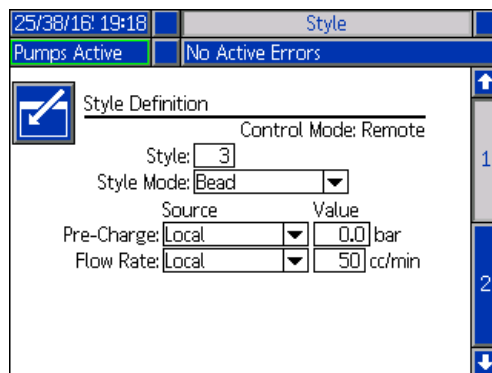 25/38/16! 19:18 Style
Pumps Active No Active Errors
Style Definition
Control Mode: Remote
Style: 3
Style Mode: Bead
Source Value
Pre-Charge: Local 0.0 bar
Flow Rate: Local 50 cc/min
1
2